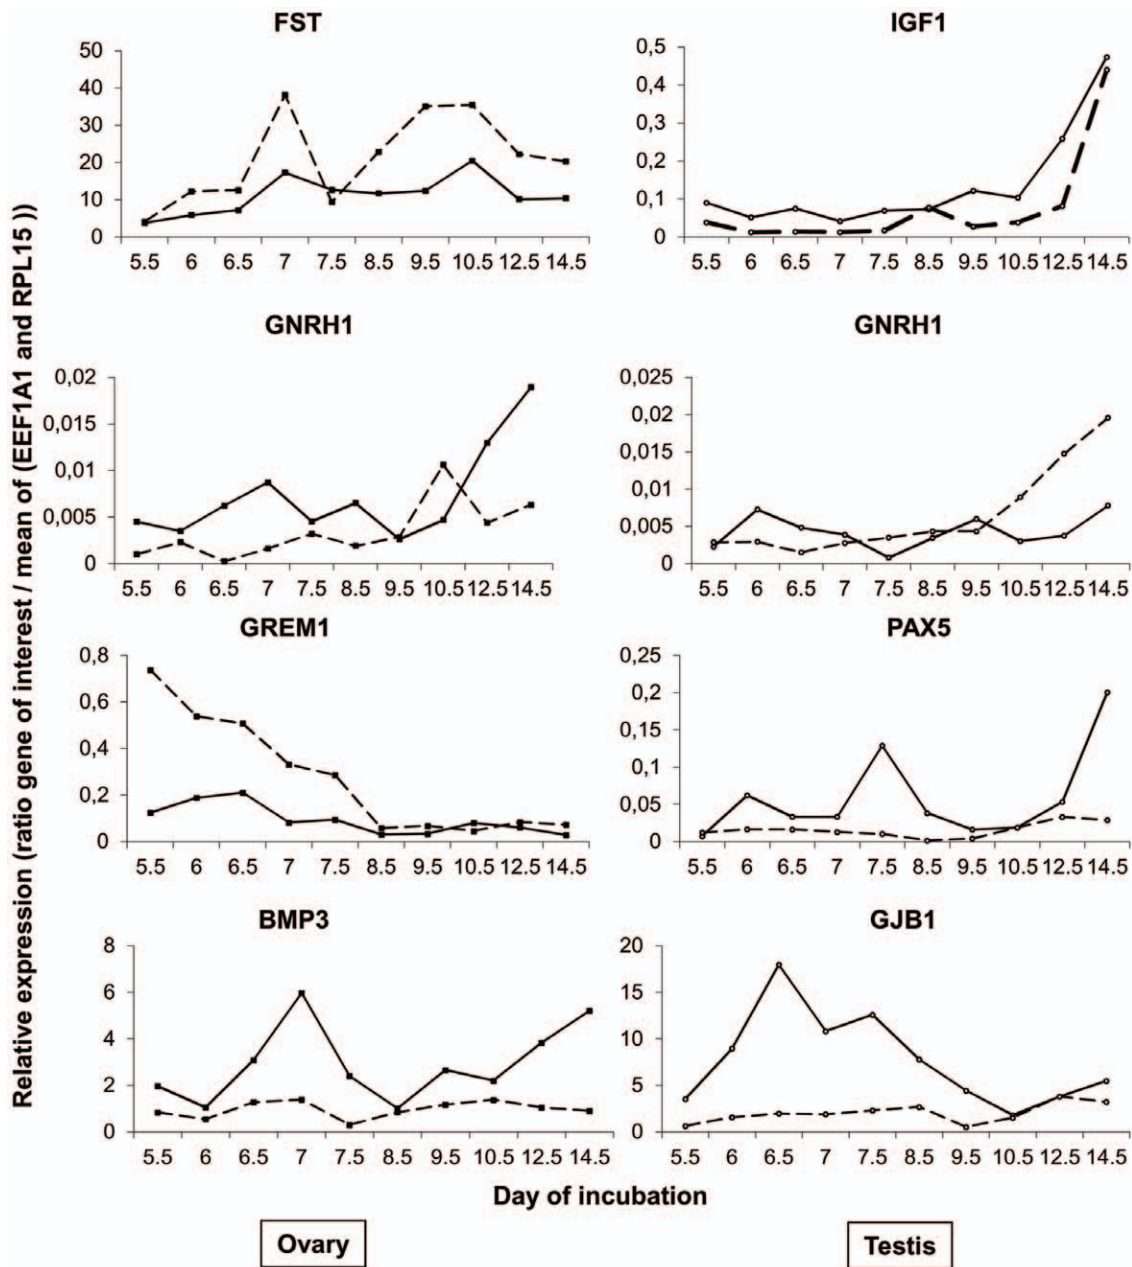 Relative expression (ratio gene of interest / mean of (EEF1A1 and RPL15 ))
FST
50
40
30
20
10
0
5.5 6 6.5 7 7.5 8.5 9.5 10.5 12.5 14.5
IGF1
0,5
0,4
0,3
0,2
0,1
0
5.5 6 6.5 7 7.5 8.5 9.5 10.5 12.5 14.5
GNRH1
0,02
0,015
0,01
0,005
0
5.5 6 6.5 7 7.5 8.5 9.5 10.5 12.5 14.5
GNRH1
0,025
0,02
0,015
0,01
0,005
0
5.5 6 6.5 7 7.5 8.5 9.5 10.5 12.5 14.5
GREM1
0,8
0,6
0,4
0,2
0
5.5 6 6.5 7 7.5 8.5 9.5 10.5 12.5 14.5
PAX5
0,25
0,2
0,15
0,1
0,05
0
5.5 6 6.5 7 7.5 8.5 9.5 10.5 12.5 14.5
BMP3
8
6
4
2
0
5.5 6 6.5 7 7.5 8.5 9.5 10.5 12.5 14.5
GJB1
20
15
10
5
0
5.5 6 6.5 7 7.5 8.5 9.5 10.5 12.5 14.5
Day of incubation
Ovary
Testis